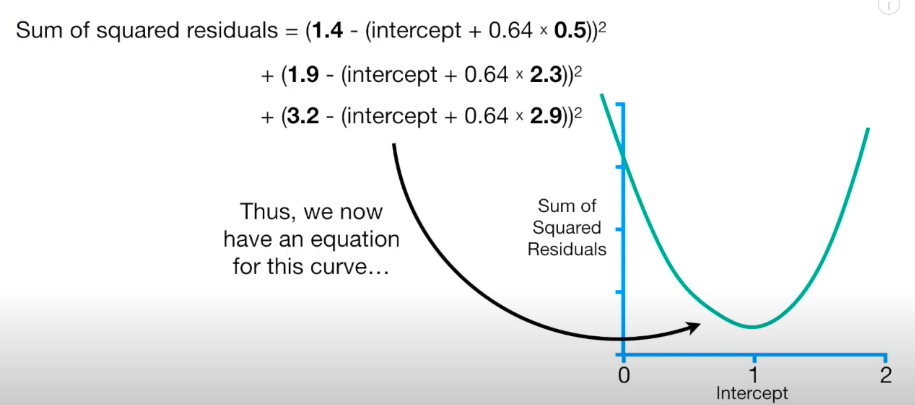 Sum of squared residuals = (1.4 - (intercept + 0.64 × 0.5))²
+ (1.9 - (intercept + 0.64 × 2.3))²
+ (3.2 - (intercept + 0.64 × 2.9))²
Thus, we now
have an equation
for this curve...
Sum of
Squared
Residuals
0 1 2
Intercept